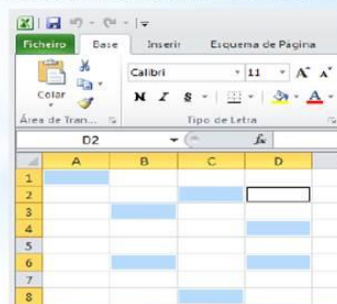 Ficheiro Base Inserir Esquema de Página
Calibri 11 A A
Colar N I S A
Área de Tran... Tipo de Letra
D2 fx
A B C D
1
2
3
4
5
6
7
8